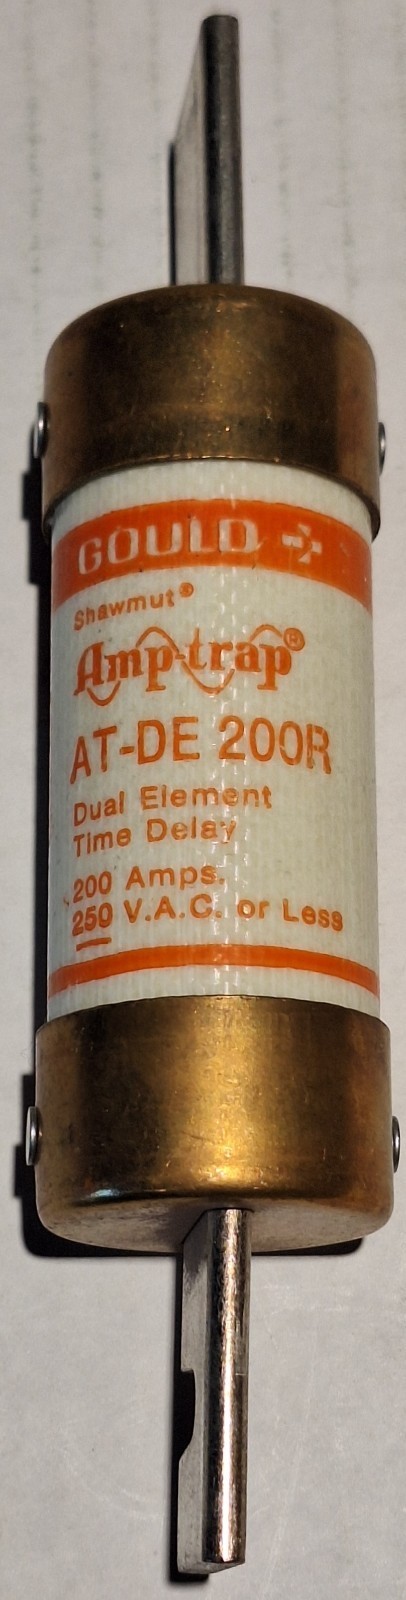 GOULD
Shawmut®
Amp-trap®
AT-DE 200R
Dual Element
Time Delay
200 Amps.
250 V.A.C. or Less